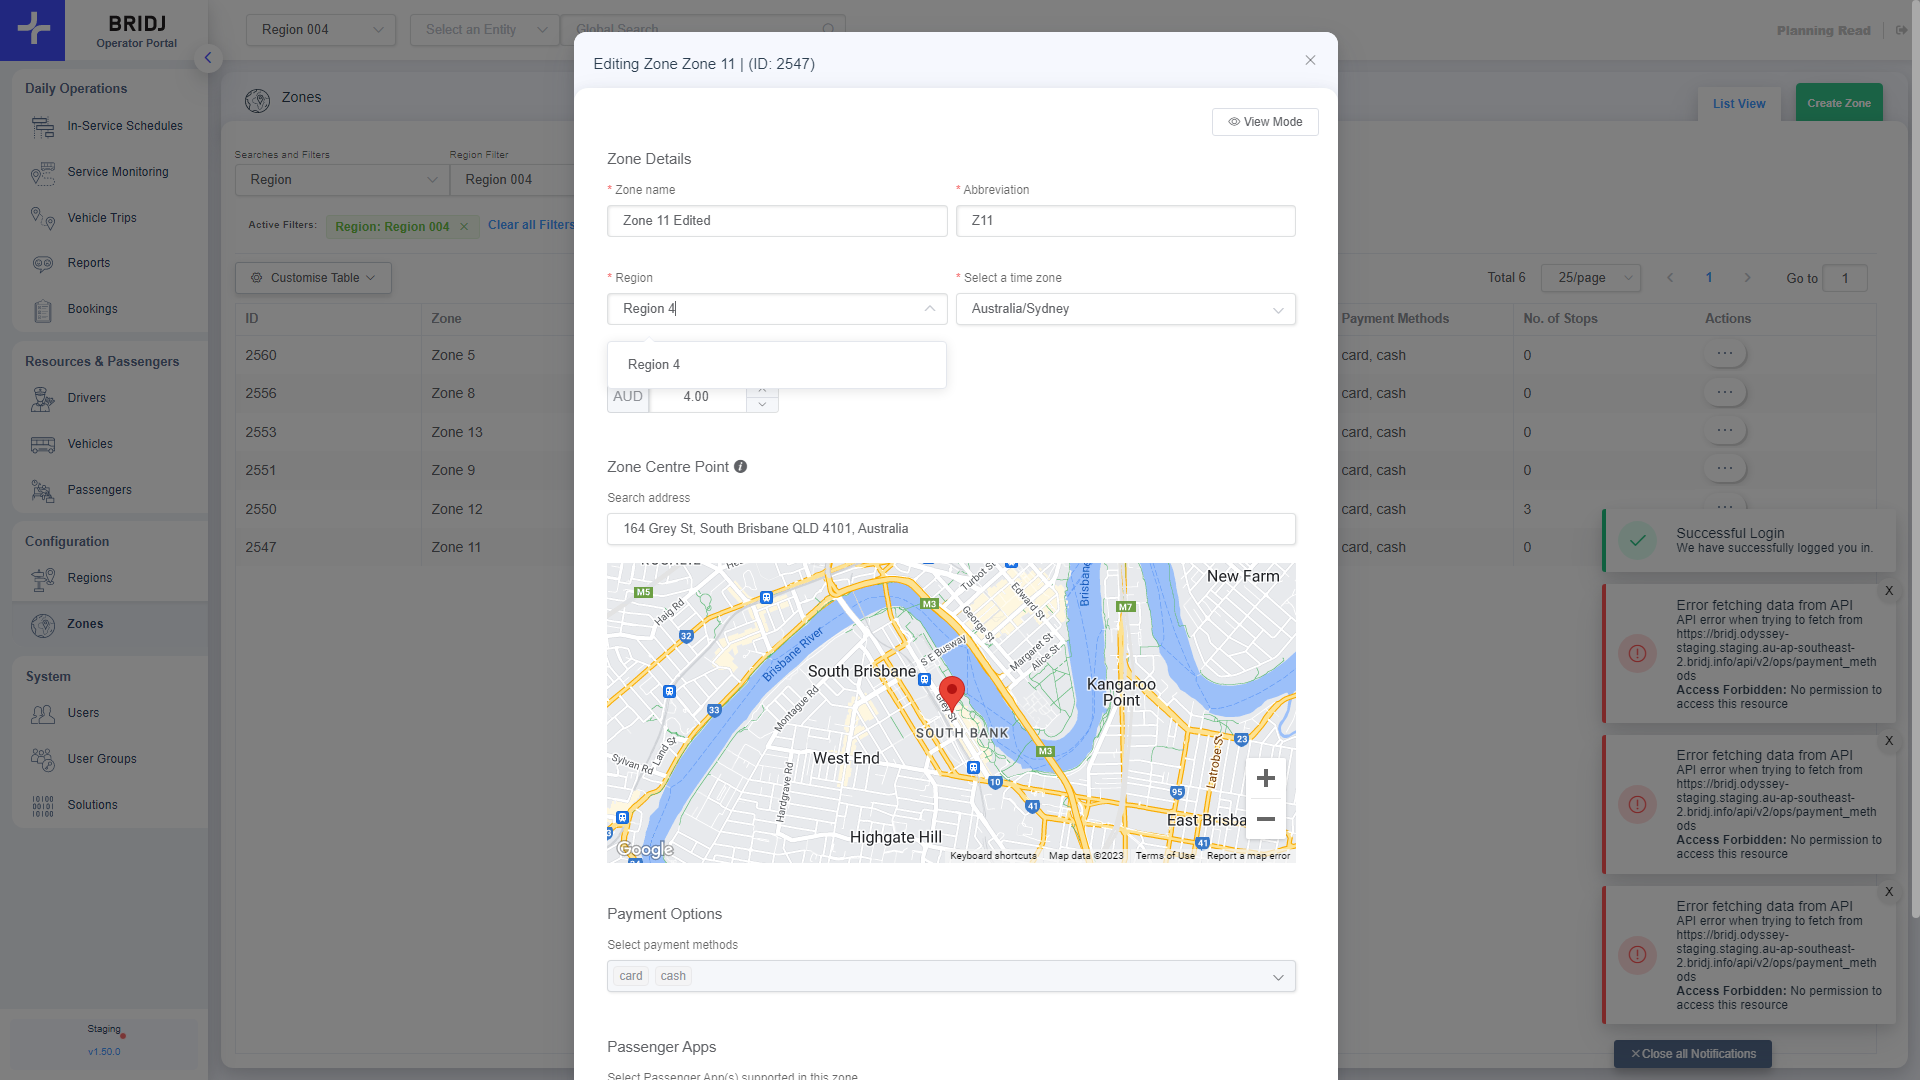 BRIDJ
Operator Portal
Region 004
Select an Entity
Global Search
Planning Read
Daily Operations
In-Service Schedules
Service Monitoring
Vehicle Trips
Reports
Bookings
Resources & Passengers
Drivers
Vehicles
Passengers
Configuration
Regions
Zones
System
Users
User Groups
Solutions
Staging
v1.50.0
Zones
List View
Create Zone
Searches and Filters
Region
Region Filter
Region 004
Active Filters:
Region: Region 004 ×
Clear all Filters
Customise Table
Total 6
25/page
1
Go to
1
ID
Zone
Payment Methods
No. of Stops
Actions
2560
Zone 5
card, cash
0
2556
Zone 8
card, cash
0
2553
Zone 13
card, cash
0
2551
Zone 9
card, cash
0
2550
Zone 12
card, cash
3
2547
Zone 11
card, cash
0
Editing Zone Zone 11 | (ID: 2547)
View Mode
Zone Details
* Zone name
Zone 11 Edited
* Abbreviation
Z11
* Region
Region 4
* Select a time zone
Australia/Sydney
Region 4
AUD
4.00
Zone Centre Point
Search address
164 Grey St, South Brisbane QLD 4101, Australia
New Farm
Turbot St
M5
M3
M7
Haig Rd
Edward St
George St
Brisbane
32
Brisbane River
S E Busway
Margaret St
Alice St
South Brisbane
Kangaroo
Point
Grey St
33
Montague Rd
SOUTH BANK
M3
23
Land St
Sylvan Rd
West End
Latrobe St
10
Hardgrave Rd
95
41
East Brisba
Highgate Hill
41
Google
Keyboard shortcuts
Map data ©2023
Terms of Use
Report a map error
Payment Options
Select payment methods
card
cash
Passenger Apps
Select Passenger App(s) supported in this zone
Successful Login
We have successfully logged you in.
X
Error fetching data from API
API error when trying to fetch from
https://bridj.odyssey-
staging.staging.au-ap-southeast-
2.bridj.info/api/v2/ops/payment_meth
ods
Access Forbidden: No permission to
access this resource
X
Error fetching data from API
API error when trying to fetch from
https://bridj.odyssey-
staging.staging.au-ap-southeast-
2.bridj.info/api/v2/ops/payment_meth
ods
Access Forbidden: No permission to
access this resource
X
Error fetching data from API
API error when trying to fetch from
https://bridj.odyssey-
staging.staging.au-ap-southeast-
2.bridj.info/api/v2/ops/payment_meth
ods
Access Forbidden: No permission to
access this resource
×Close all Notifications